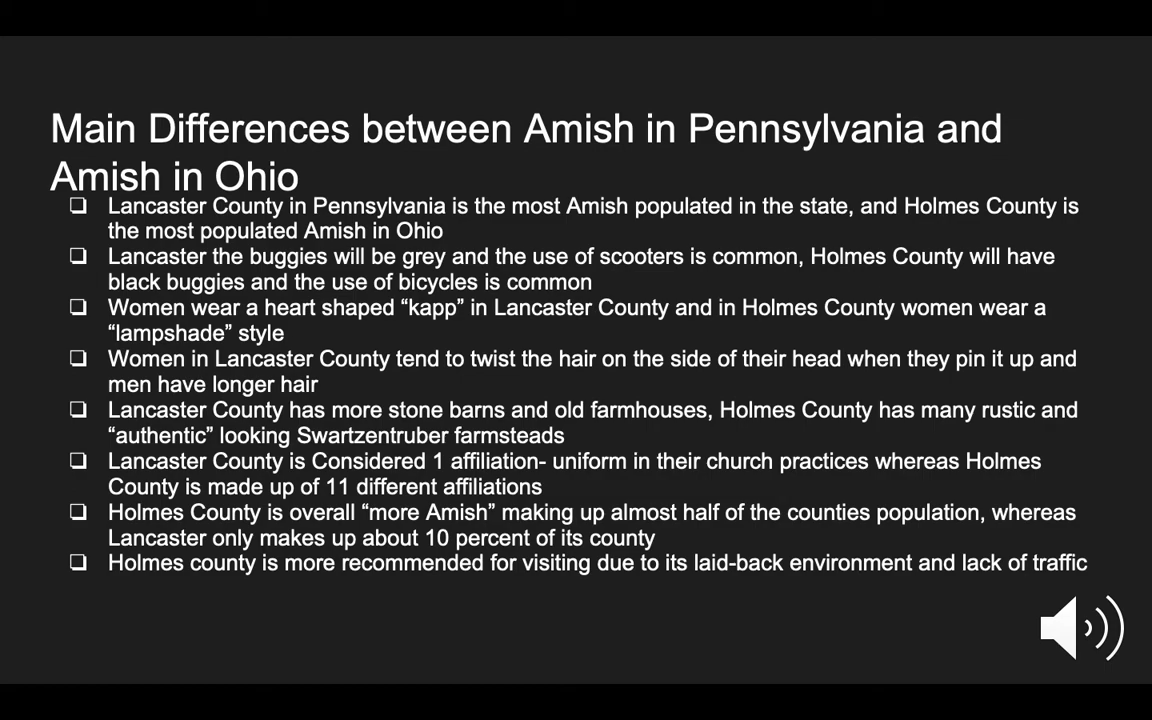 Main Differences between Amish in Pennsylvania and
Amish in Ohio
❏ Lancaster County in Pennsylvania is the most Amish populated in the state, and Holmes County is
the most populated Amish in Ohio
❏ Lancaster the buggies will be grey and the use of scooters is common, Holmes County will have
black buggies and the use of bicycles is common
❏ Women wear a heart shaped “kapp” in Lancaster County and in Holmes County women wear a
“lampshade” style
❏ Women in Lancaster County tend to twist the hair on the side of their head when they pin it up and
men have longer hair
❏ Lancaster County has more stone barns and old farmhouses, Holmes County has many rustic and
“authentic” looking Swartzentruber farmsteads
❏ Lancaster County is Considered 1 affiliation- uniform in their church practices whereas Holmes
County is made up of 11 different affiliations
❏ Holmes County is overall “more Amish” making up almost half of the counties population, whereas
Lancaster only makes up about 10 percent of its county
❏ Holmes county is more recommended for visiting due to its laid-back environment and lack of traffic